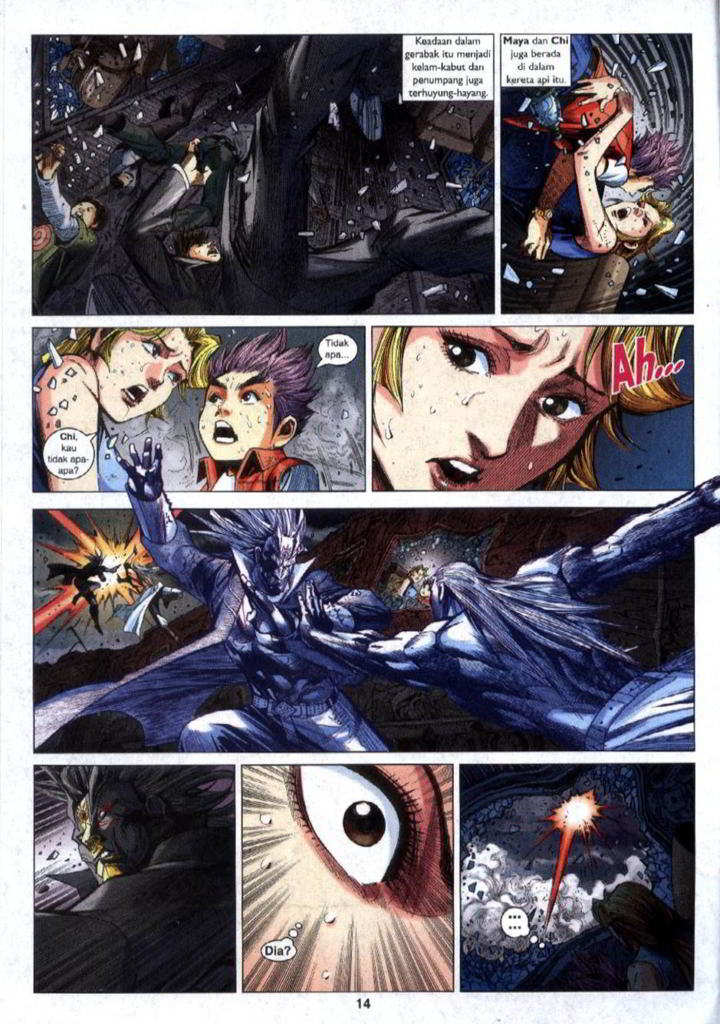 Keadaan dalam
gerabak itu menjadi
kelam-kabut dan
penumpang juga
terhuyung-hayang.
Maya dan Chi
juga berada
di dalam
kereta api itu.
Chi,
kau
tidak apa-
apa?
Tidak
apa...
Ah...
Dia?
...
...
14